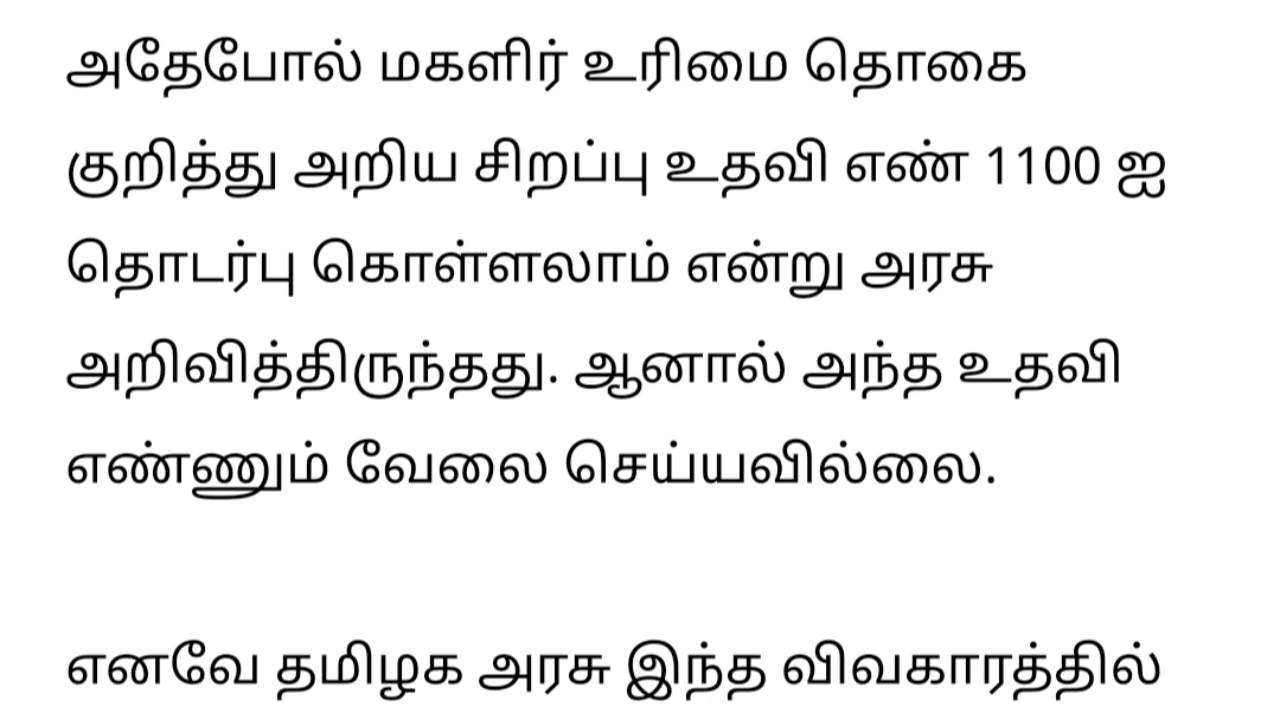 அதேபோல் மகளிர் உரிமை தொகை
குறித்து அறிய சிறப்பு உதவி எண் 1100 ஐ
தொடர்பு கொள்ளலாம் என்று அரசு
அறிவித்திருந்தது. ஆனால் அந்த உதவி
எண்ணும் வேலை செய்யவில்லை.
எனவே தமிழக அரசு இந்த விவகாரத்தில்